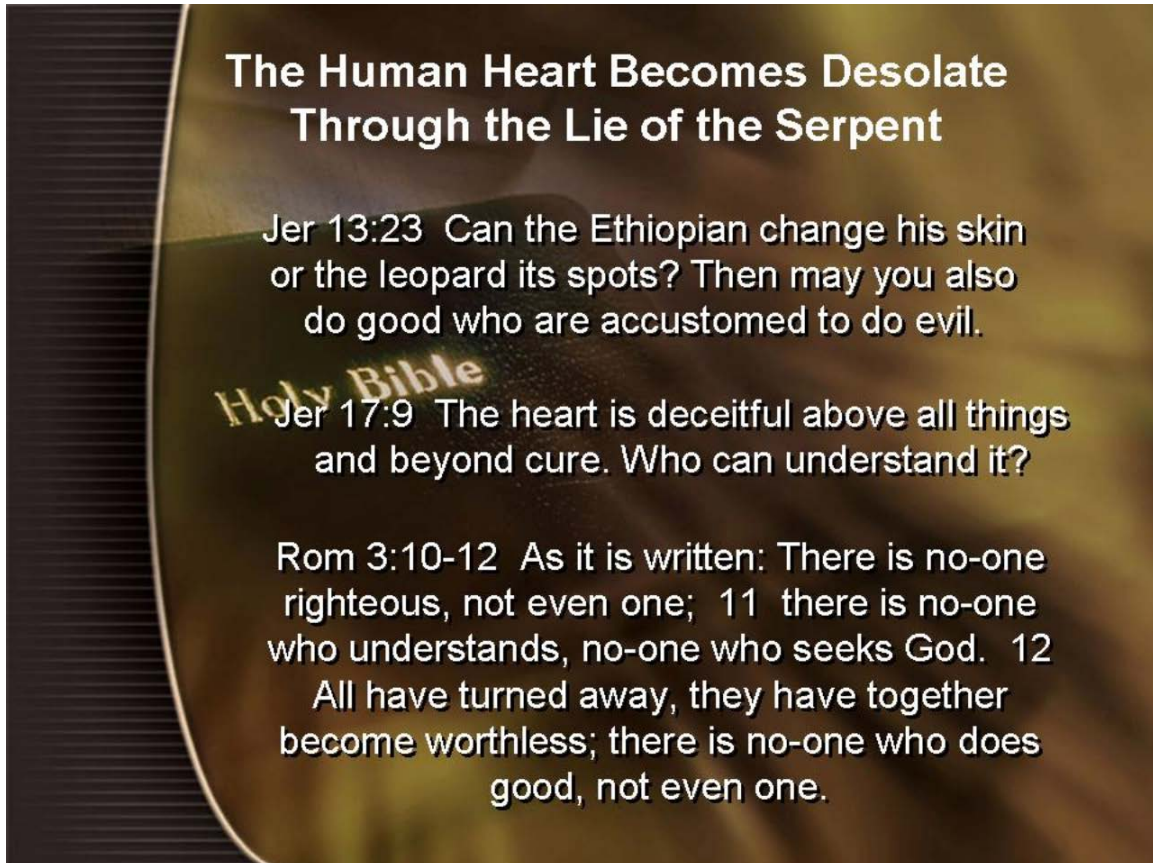 The Human Heart Becomes Desolate
Through the Lie of the Serpent
Jer 13:23  Can the Ethiopian change his skin
or the leopard its spots? Then may you also
do good who are accustomed to do evil.
Holy Bible
Jer 17:9  The heart is deceitful above all things
and beyond cure. Who can understand it?
Rom 3:10-12  As it is written: There is no-one
righteous, not even one;  11  there is no-one
who understands, no-one who seeks God.  12
All have turned away, they have together
become worthless; there is no-one who does
good, not even one.